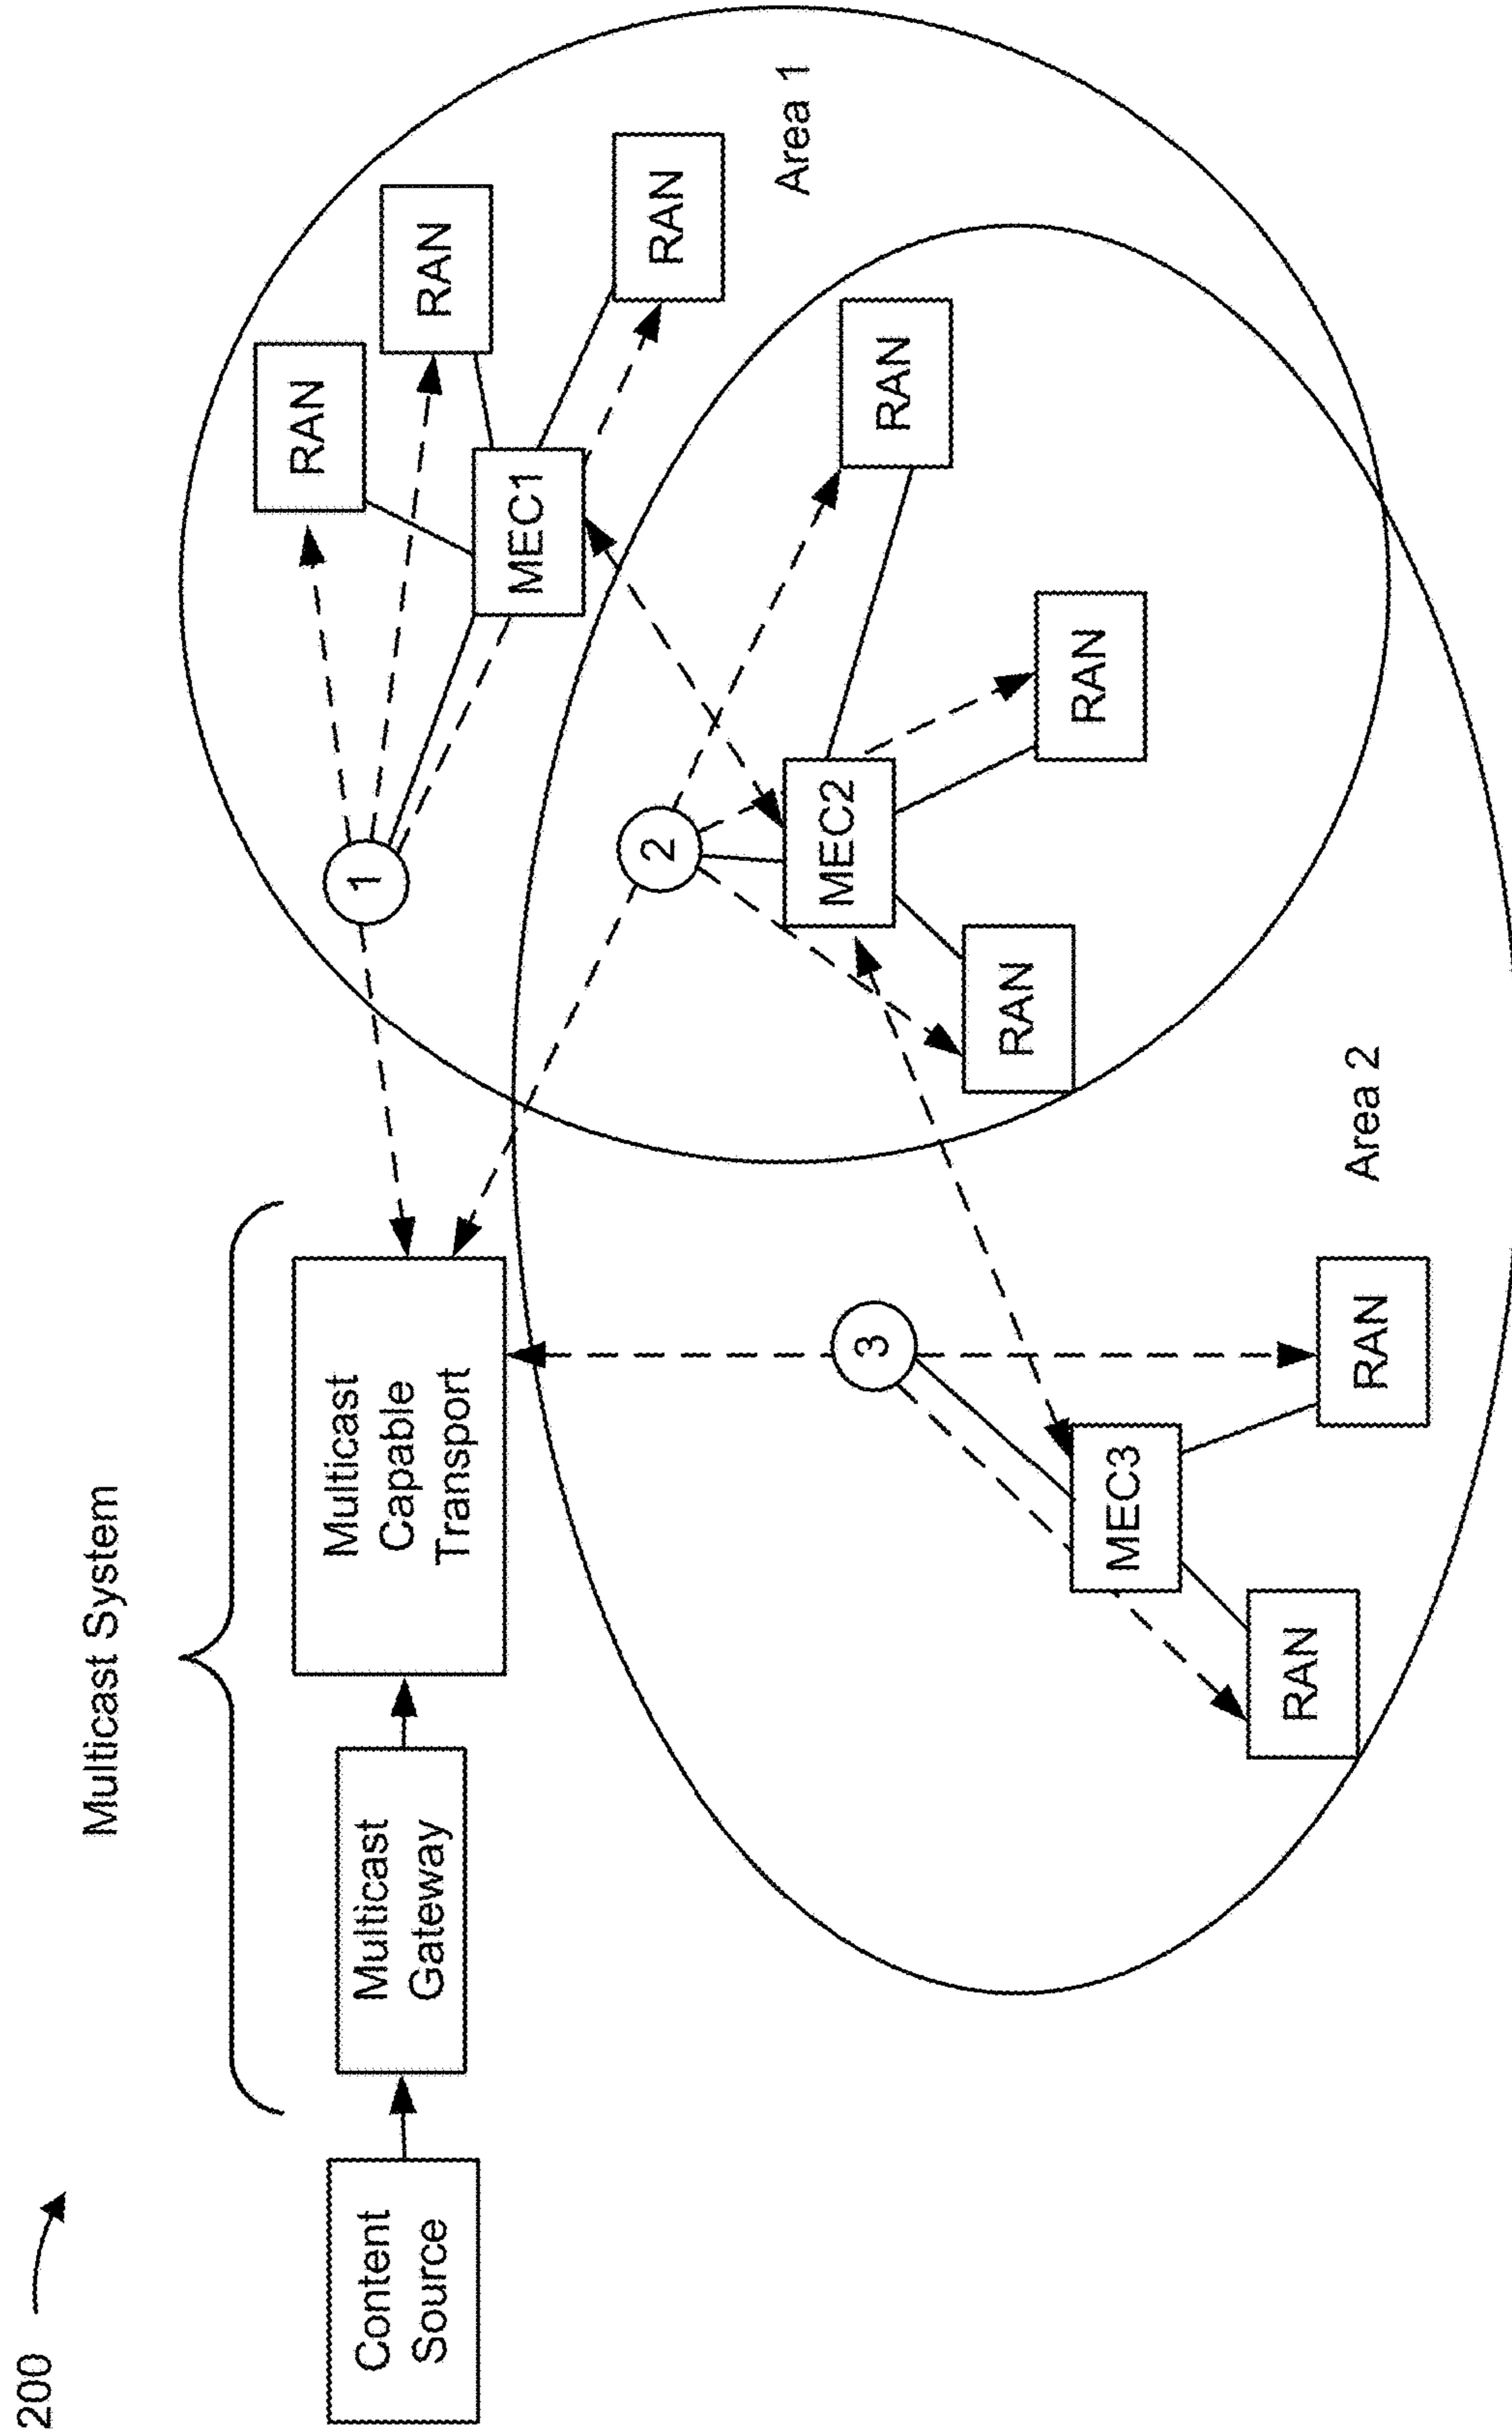 200
Multicast System
Content
Source
Multicast
Gateway
Multicast
Capable
Transport
1
RAN
RAN
MEC1
RAN
Area 1
2
RAN
MEC2
RAN
RAN
3
MEC3
RAN
RAN
Area 2